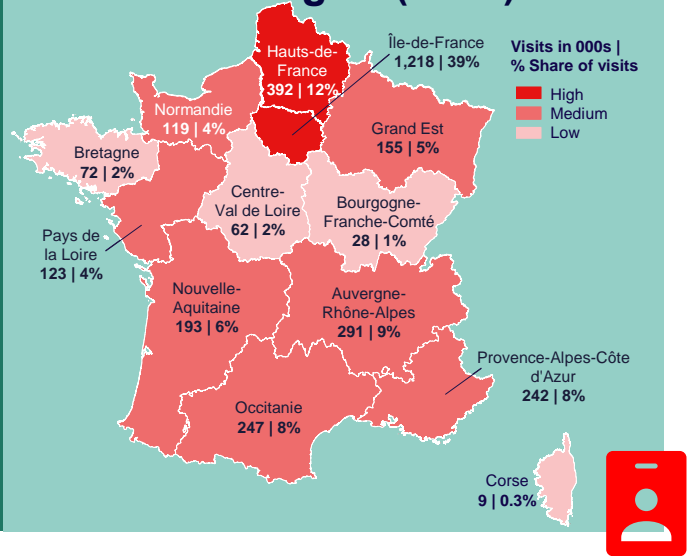 Hauts-de-
France
392 | 12%
Île-de-France
1,218 | 39%
Visits in 000s |
% Share of visits
High
Medium
Low
Normandie
119 | 4%
Grand Est
155 | 5%
Bretagne
72 | 2%
Centre-
Val de Loire
62 | 2%
Bourgogne-
Franche-Comté
28 | 1%
Pays de
la Loire
123 | 4%
Nouvelle-
Aquitaine
193 | 6%
Auvergne-
Rhône-Alpes
291 | 9%
Provence-Alpes-Côte
d'Azur
242 | 8%
Occitanie
247 | 8%
Corse
9 | 0.3%